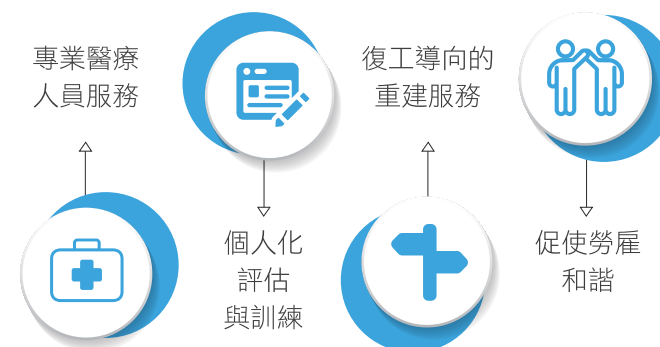 專業醫療
人員服務
個人化
評估
與訓練
復工導向的
重建服務
促使勞雇
和諧